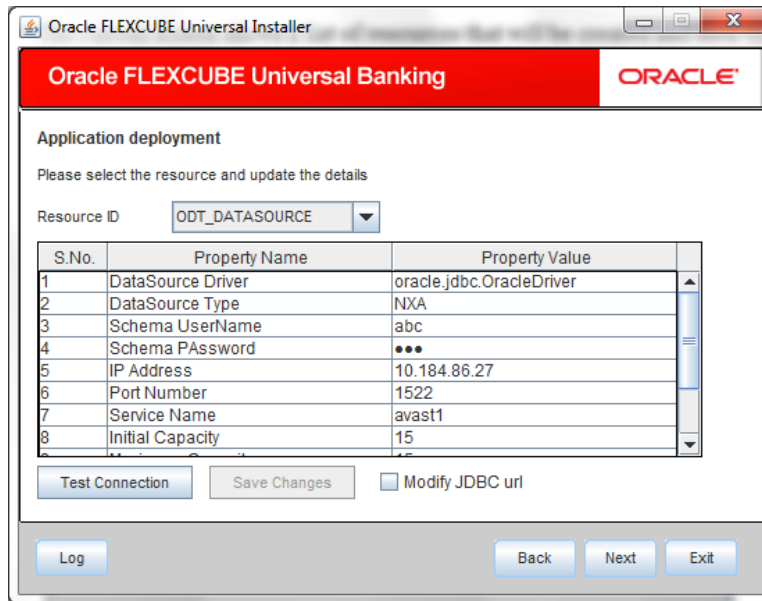 Oracle FLEXCUBE Universal Installer
Oracle FLEXCUBE Universal Banking
ORACLE
Application deployment
Please select the resource and update the details
Resource ID ODT_DATASOURCE
S.No. Property Name Property Value
1 DataSource Driver oracle.jdbc.OracleDriver
2 DataSource Type NXA
3 Schema UserName abc
4 Schema PAssword ●●●
5 IP Address 10.184.86.27
6 Port Number 1522
7 Service Name avast1
8 Initial Capacity 15
Test Connection Save Changes Modify JDBC url
Log Back Next Exit